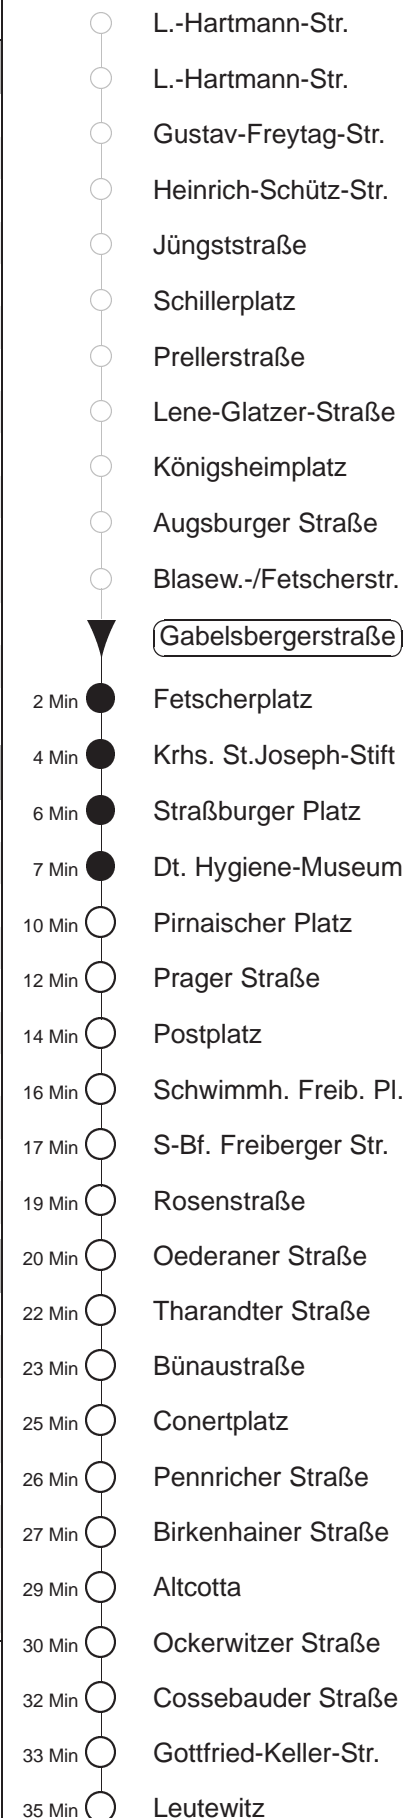 L.-Hartmann-Str.
L.-Hartmann-Str.
Gustav-Freytag-Str.
Heinrich-Schütz-Str.
Jüngststraße
Schillerplatz
Prellerstraße
Lene-Glatzer-Straße
Königsheimplatz
Augsburger Straße
Blasew.-/Fetscherstr.
Gabelsbergerstraße
2 Min Fetscherplatz
4 Min Krhs. St.Joseph-Stift
6 Min Straßburger Platz
7 Min Dt. Hygiene-Museum
10 Min Pirnaischer Platz
12 Min Prager Straße
14 Min Postplatz
16 Min Schwimmh. Freib. Pl.
17 Min S-Bf. Freiberger Str.
19 Min Rosenstraße
20 Min Oederaner Straße
22 Min Tharandter Straße
23 Min Bünaustraße
25 Min Conertplatz
26 Min Pennricher Straße
27 Min Birkenhainer Straße
29 Min Altcotta
30 Min Ockerwitzer Straße
32 Min Cossebauder Straße
33 Min Gottfried-Keller-Str.
35 Min Leutewitz